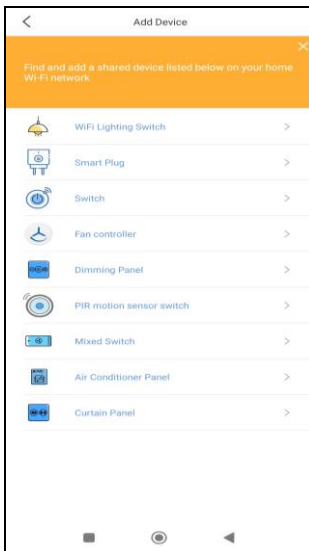 Add Device
Find and add a shared device listed below on your home
Wi-Fi network
WiFi Lighting Switch
Smart Plug
Switch
Fan controller
Dimming Panel
PIR motion sensor switch
Mixed Switch
Air Conditioner Panel
Curtain Panel